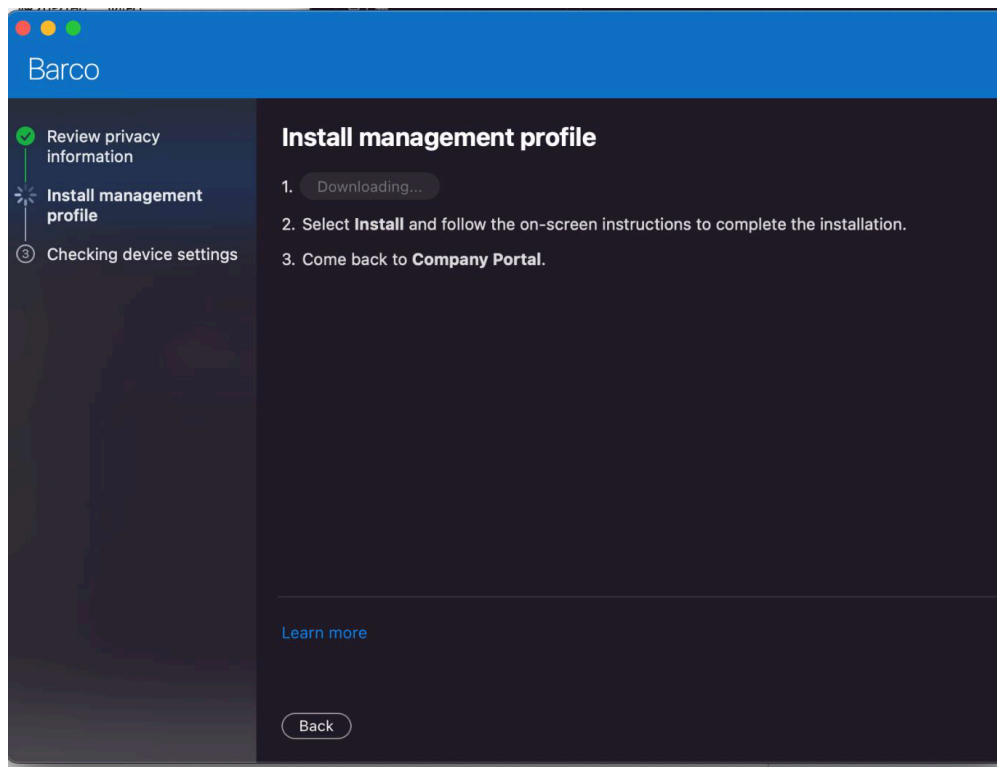 Barco
Review privacy
information
Install management
profile
3 Checking device settings
Install management profile
1. Downloading...
2. Select Install and follow the on-screen instructions to complete the installation.
3. Come back to Company Portal.
Learn more
Back